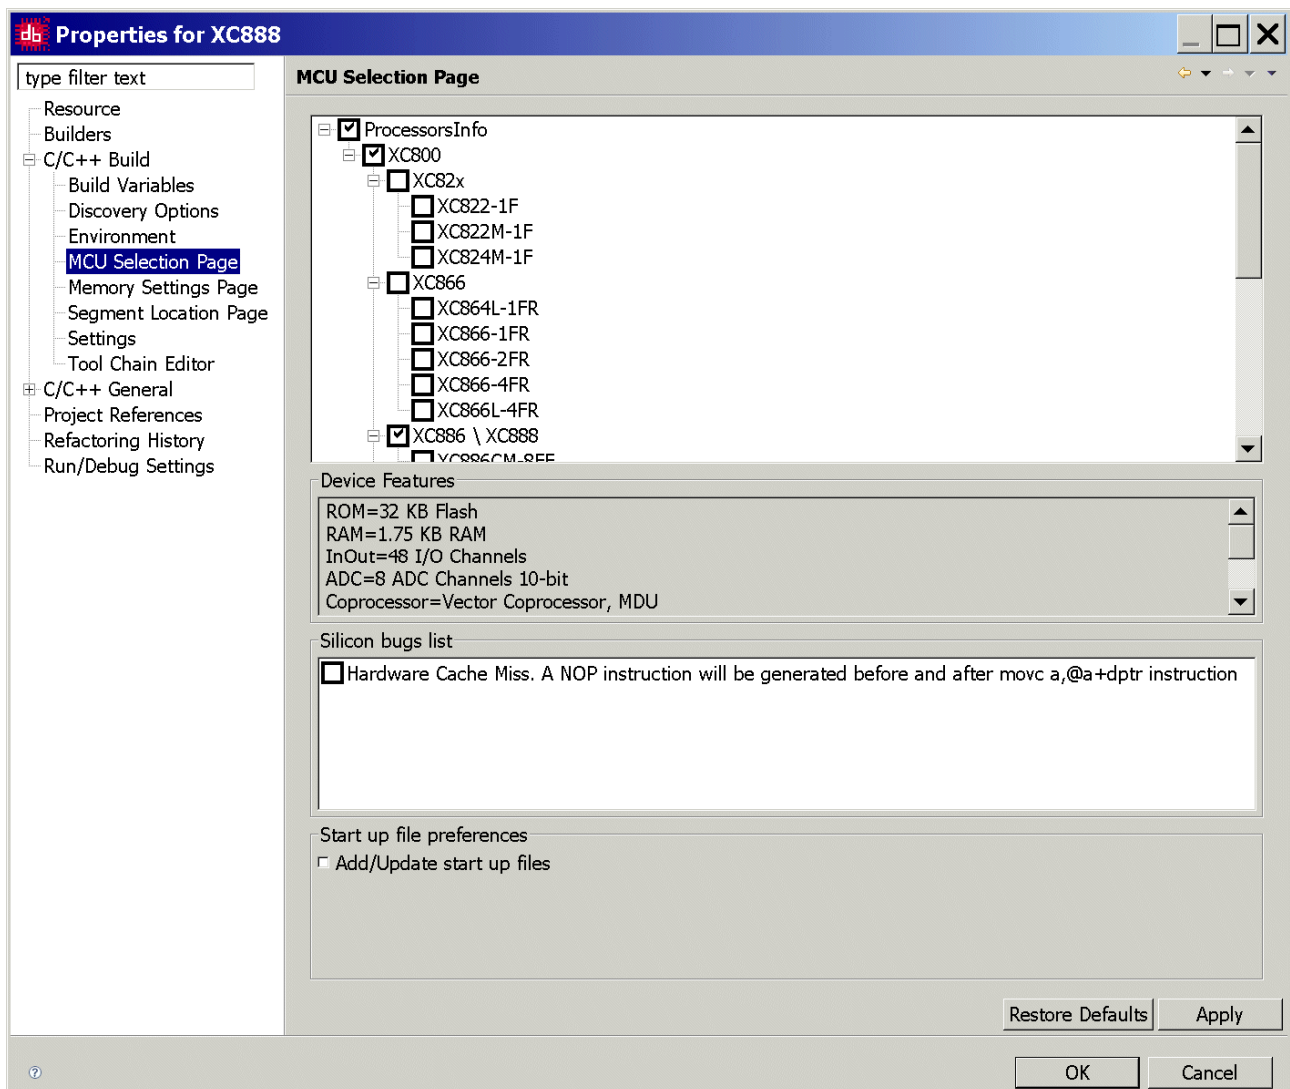 db Properties for XC888
type filter text
Resource
Builders
C/C++ Build
Build Variables
Discovery Options
Environment
MCU Selection Page
Memory Settings Page
Segment Location Page
Settings
Tool Chain Editor
C/C++ General
Project References
Refactoring History
Run/Debug Settings
MCU Selection Page
ProcessorsInfo
XC800
XC82x
XC822-1F
XC822M-1F
XC824M-1F
XC866
XC864L-1FR
XC866-1FR
XC866-2FR
XC866-4FR
XC866L-4FR
XC886 \ XC888
Device Features
ROM=32 KB Flash
RAM=1.75 KB RAM
InOut=48 I/O Channels
ADC=8 ADC Channels 10-bit
Coprocessor=Vector Coprocessor, MDU
Silicon bugs list
Hardware Cache Miss. A NOP instruction will be generated before and after movc a,@a+dptr instruction
Start up file preferences
Add/Update start up files
Restore Defaults
Apply
?
OK
Cancel